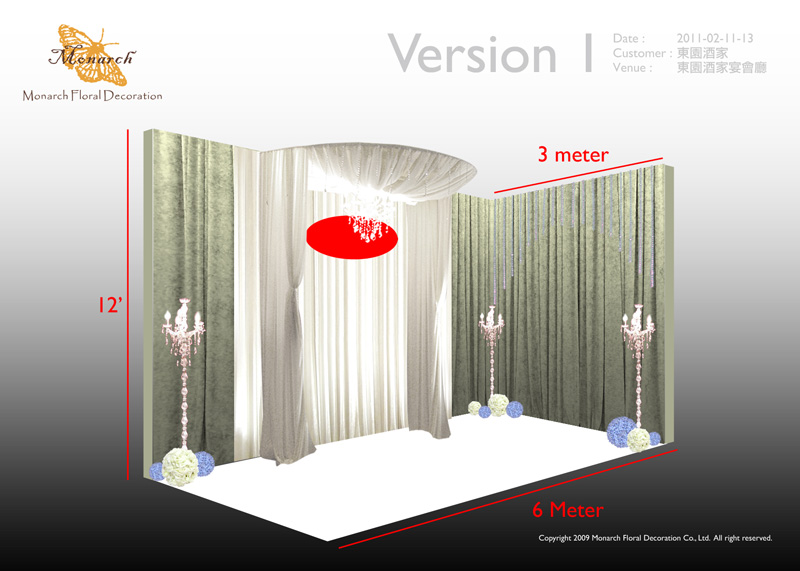 Monarch
Monarch Floral Decoration
Version 1
Date : 2011-02-11-13
Customer : 東園酒家
Venue : 東園酒家宴會廳
3 meter
12’
6 Meter
Copyright 2009 Monarch Floral Decoration Co., Ltd. All right reserved.